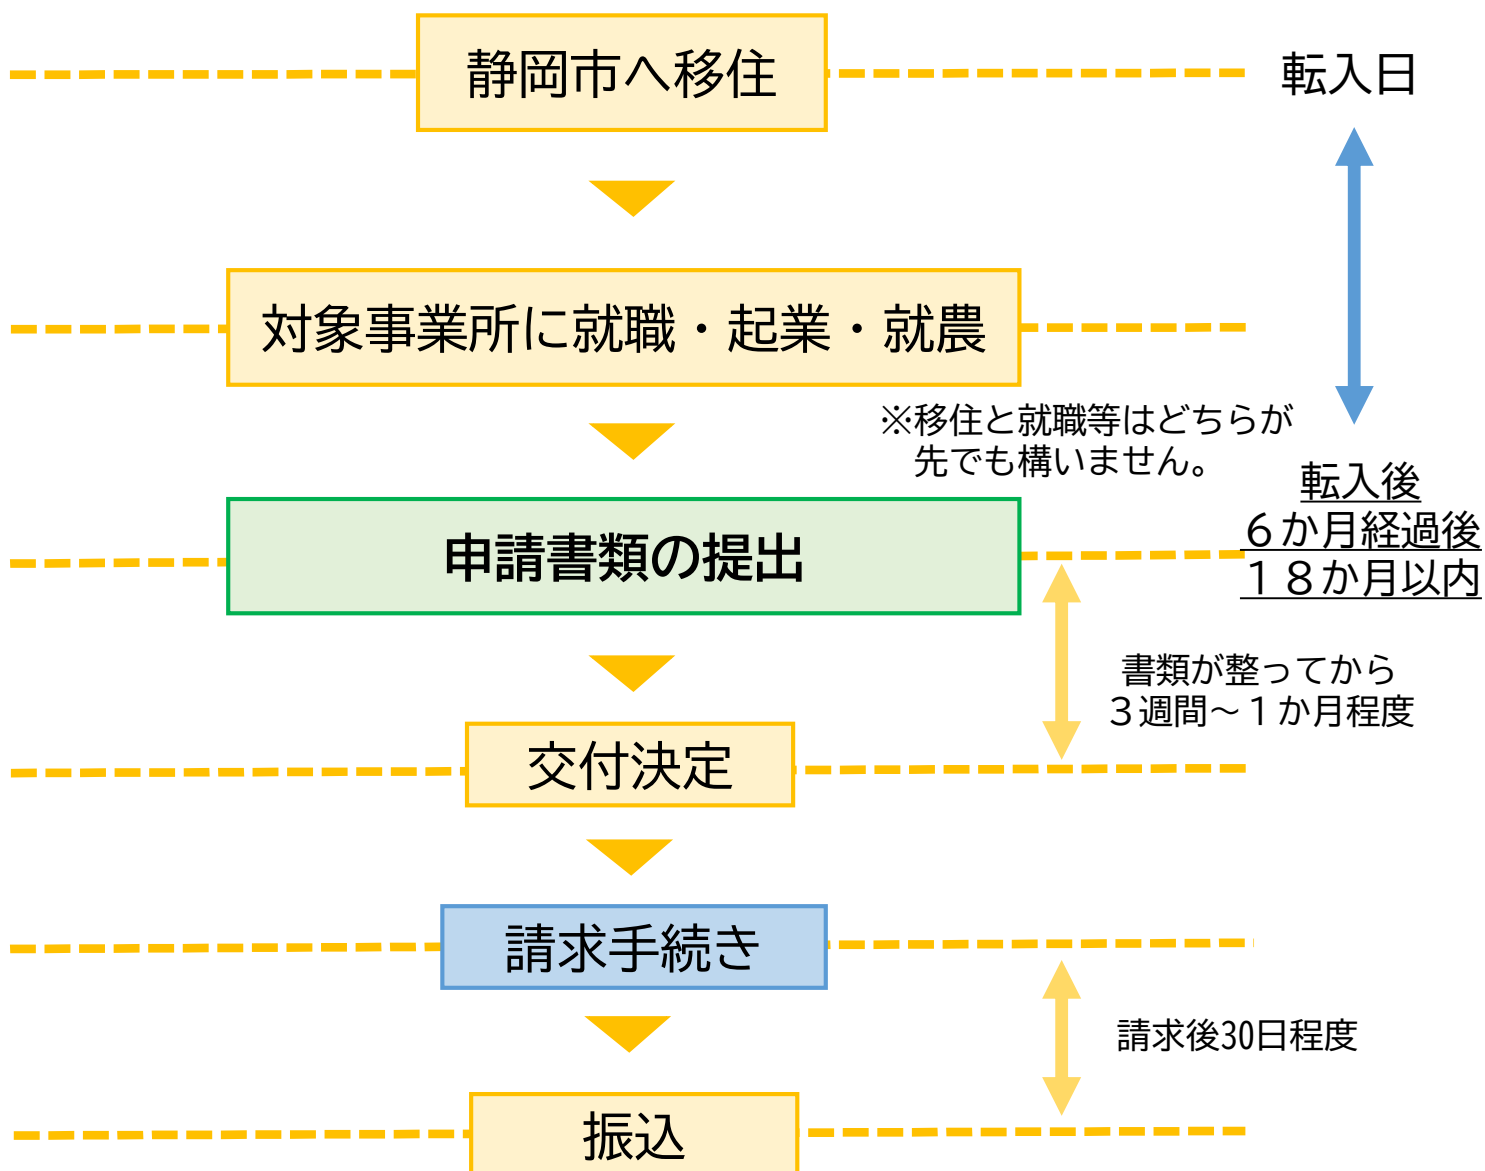 静岡市へ移住
転入日
対象事業所に就職・起業・就農
※移住と就職等はどちらが
先でも構いません。
転入後
６か月経過後
１８か月以内
申請書類の提出
書類が整ってから
３週間～１か月程度
交付決定
請求手続き
請求後30日程度
振込